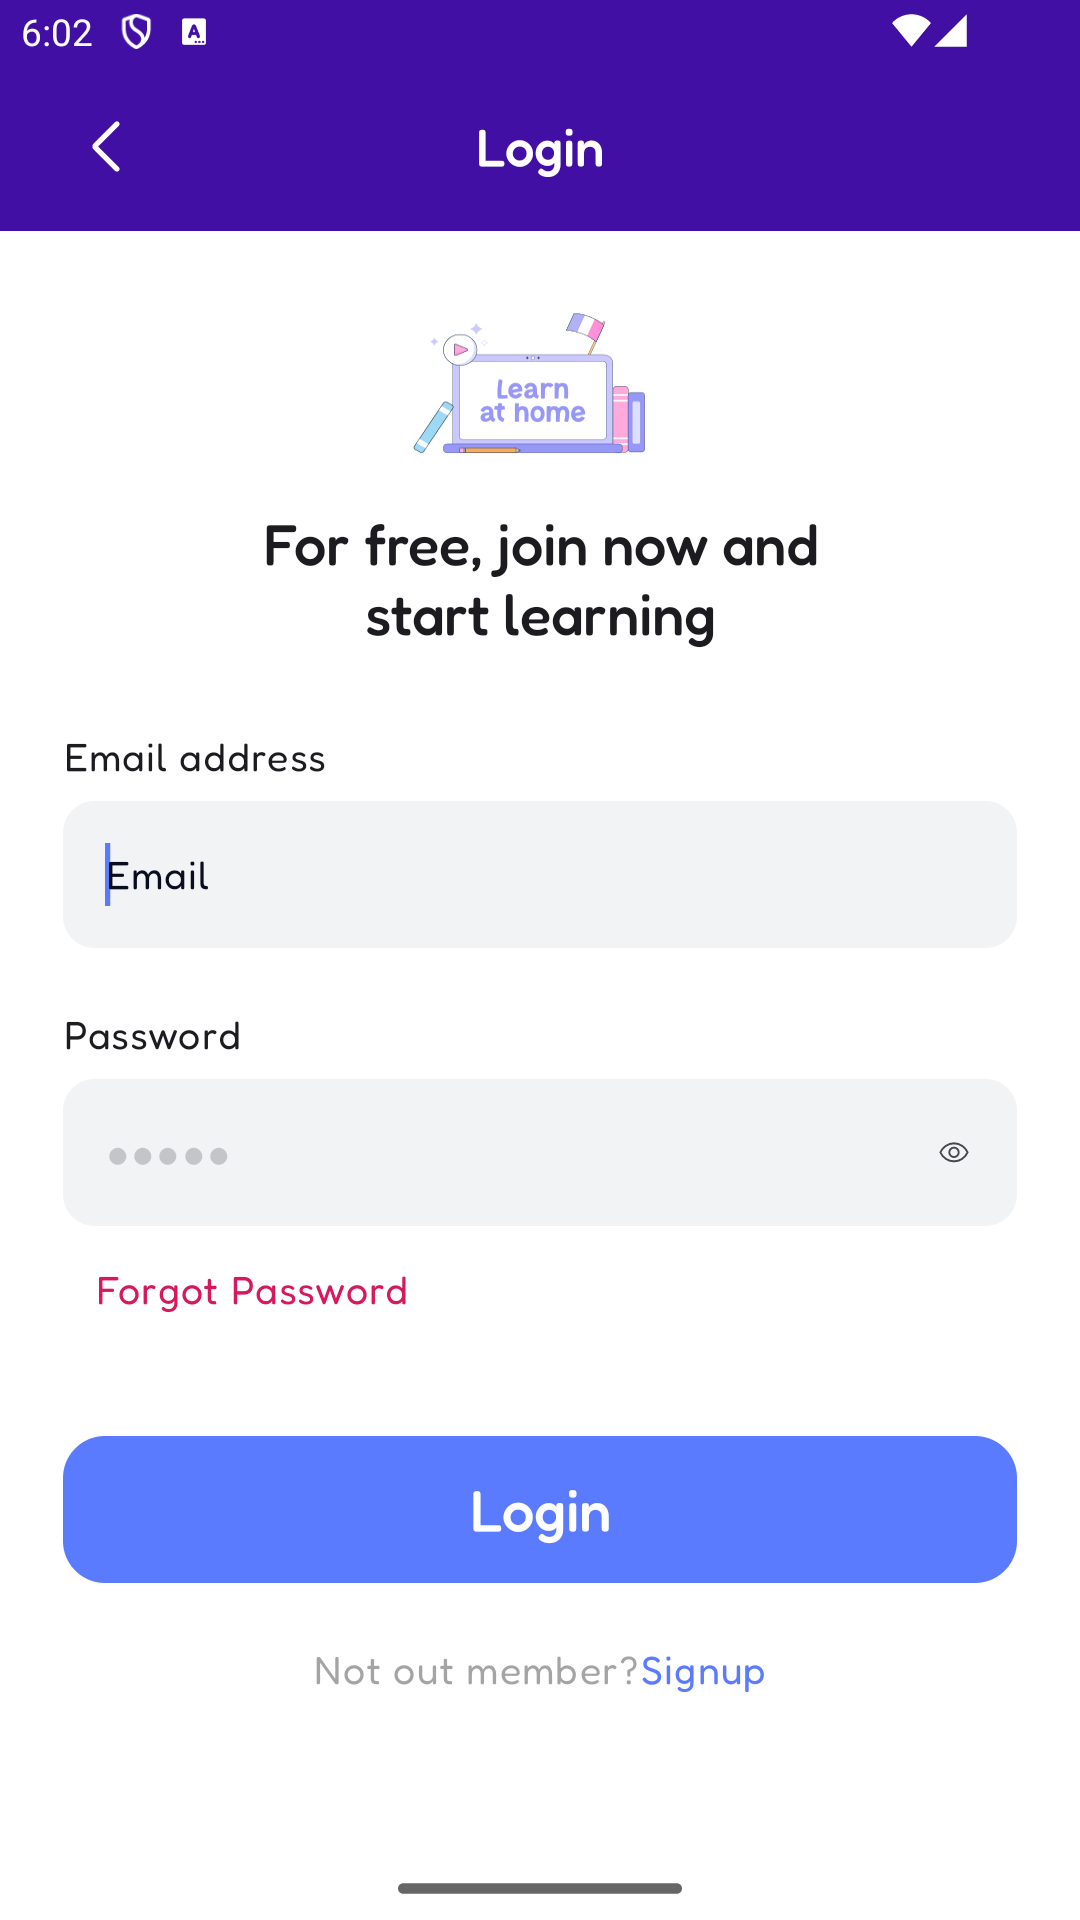 6:02
Login
Learn
at home
For free, join now and
start learning
Email address
Email
Password
Forgot Password
Login
Not out member?Signup